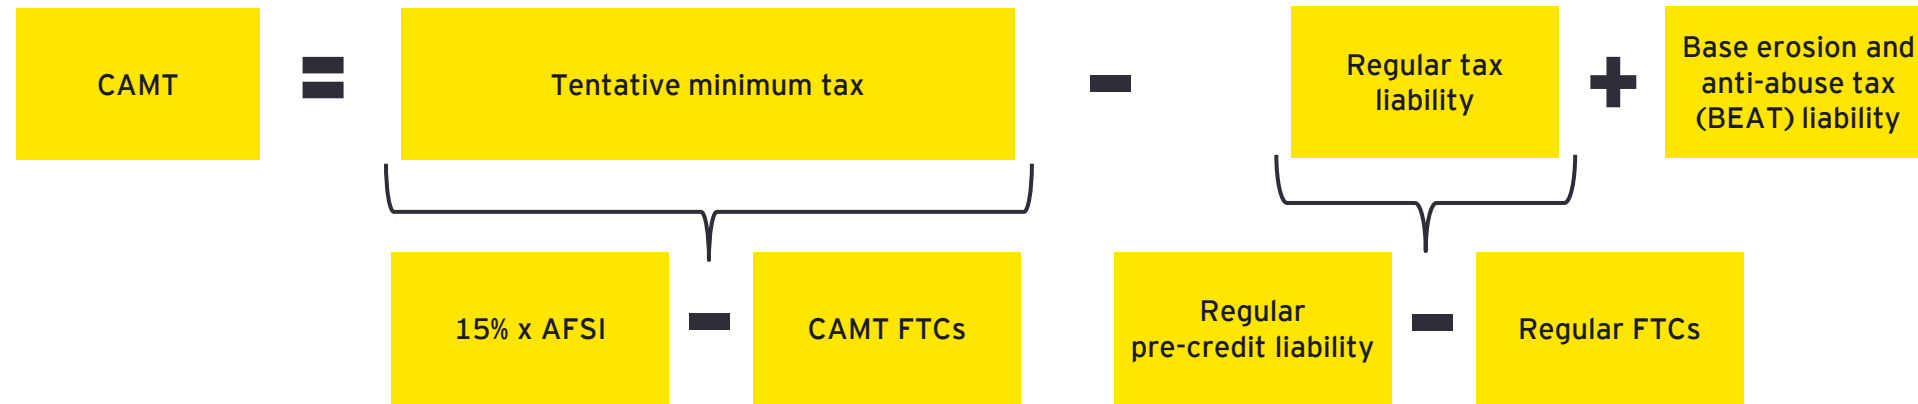 CAMT
=
Tentative minimum tax
-
Regular tax
liability
+
Base erosion and
anti-abuse tax
(BEAT) liability
15% x AFSI
-
CAMT FTCs
Regular
pre-credit liability
-
Regular FTCs